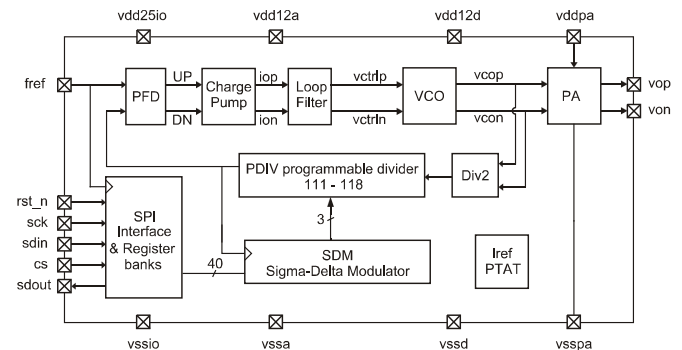 vdd25io vdd12a vdd12d vddpa
fref
PFD
UP
DN
Charge
Pump
iop
ion
Loop
Filter
vctrlp
vctrln
VCO
vcop
vcon
PA
vop
von
PDIV programmable divider
111 - 118
Div2
rst_n
sck
sdin
cs
sdout
SPI
Interface
& Register
banks
3
40
SDM
Sigma-Delta Modulator
Iref
PTAT
vssio vssa vssd vsspa